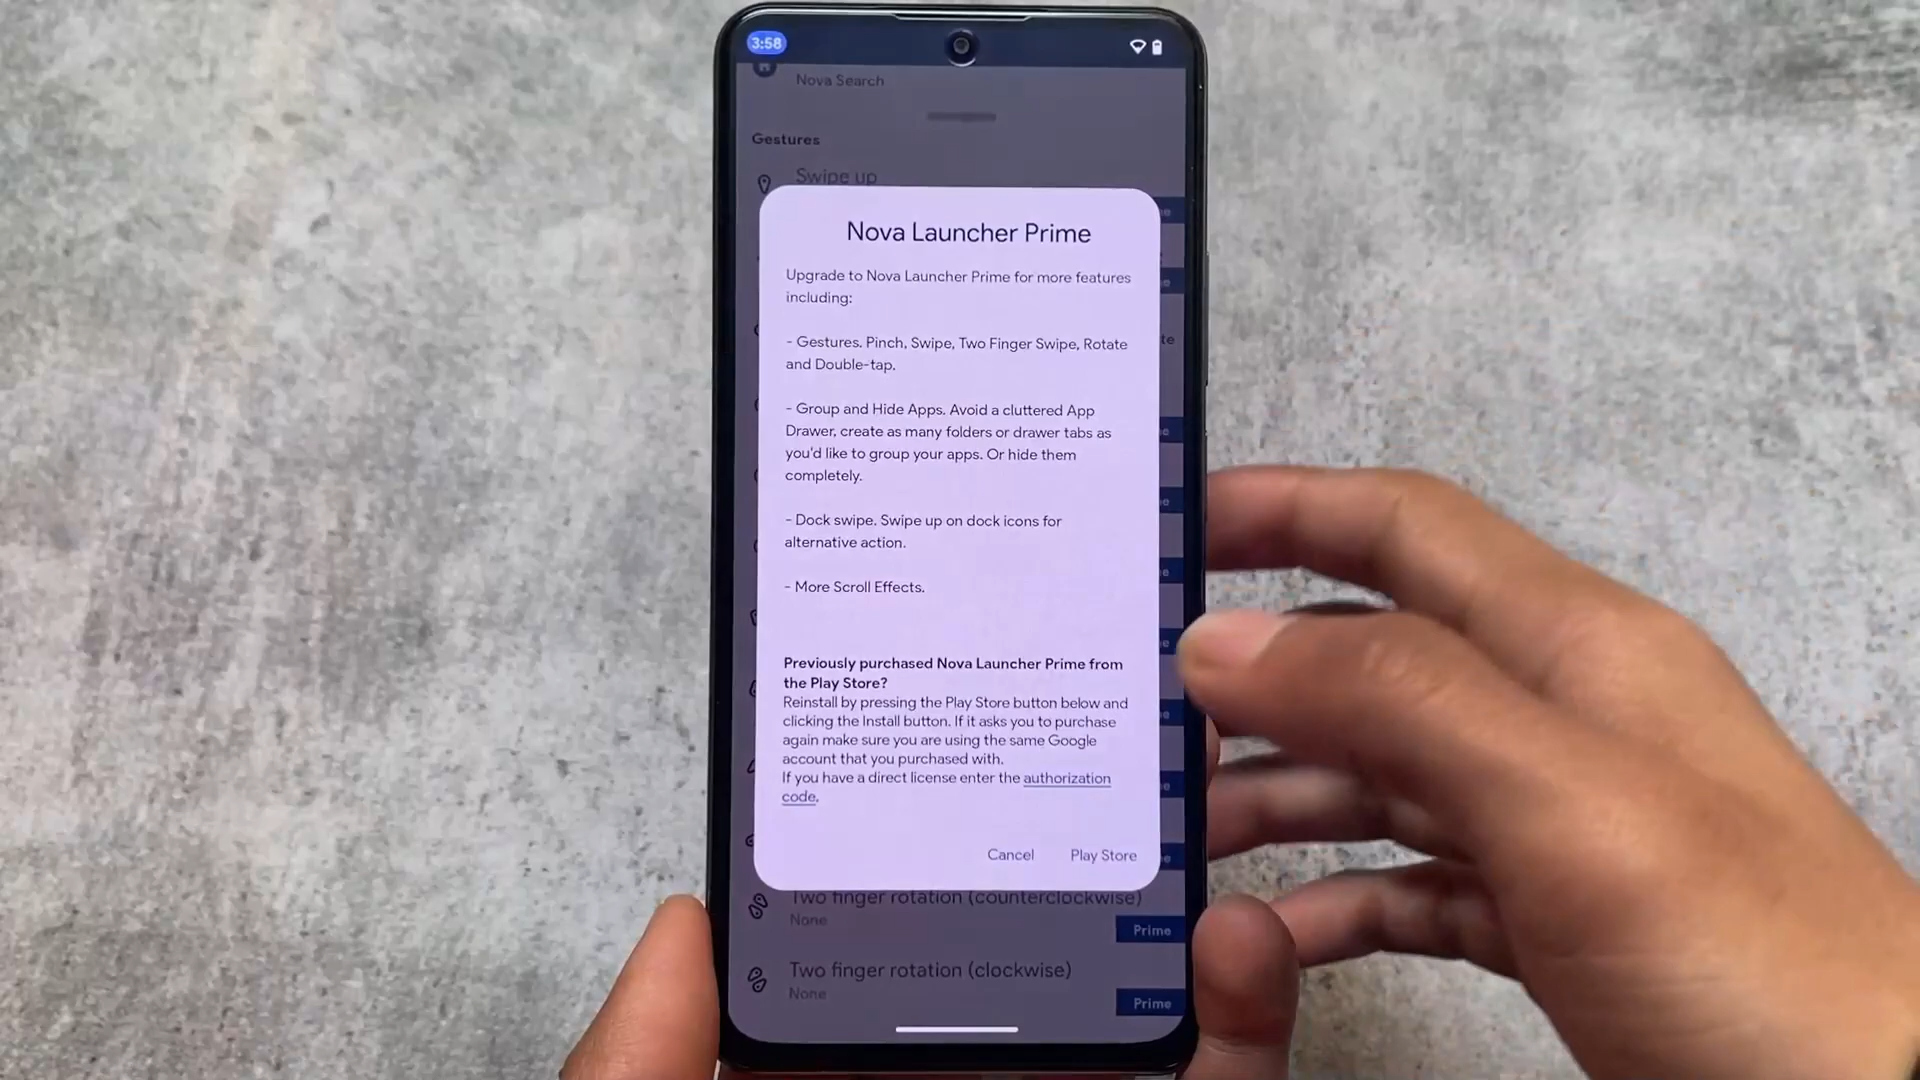 3:58
Nova Search
Gestures
Swipe up
Nova Launcher Prime
Upgrade to Nova Launcher Prime for more features
including:
- Gestures. Pinch, Swipe, Two Finger Swipe, Rotate
and Double-tap.
- Group and Hide Apps. Avoid a cluttered App
Drawer, create as many folders or drawer tabs as
you'd like to group your apps. Or hide them
completely.
- Dock swipe. Swipe up on dock icons for
alternative action.
- More Scroll Effects.
Previously purchased Nova Launcher Prime from
the Play Store?
Reinstall by pressing the Play Store button below and
clicking the Install button. If it asks you to purchase
again make sure you are using the same Google
account that you purchased with.
If you have a direct license enter the authorization
code.
Cancel Play Store
Two finger rotation (counterclockwise)
None
Prime
Two finger rotation (clockwise)
None
Prime